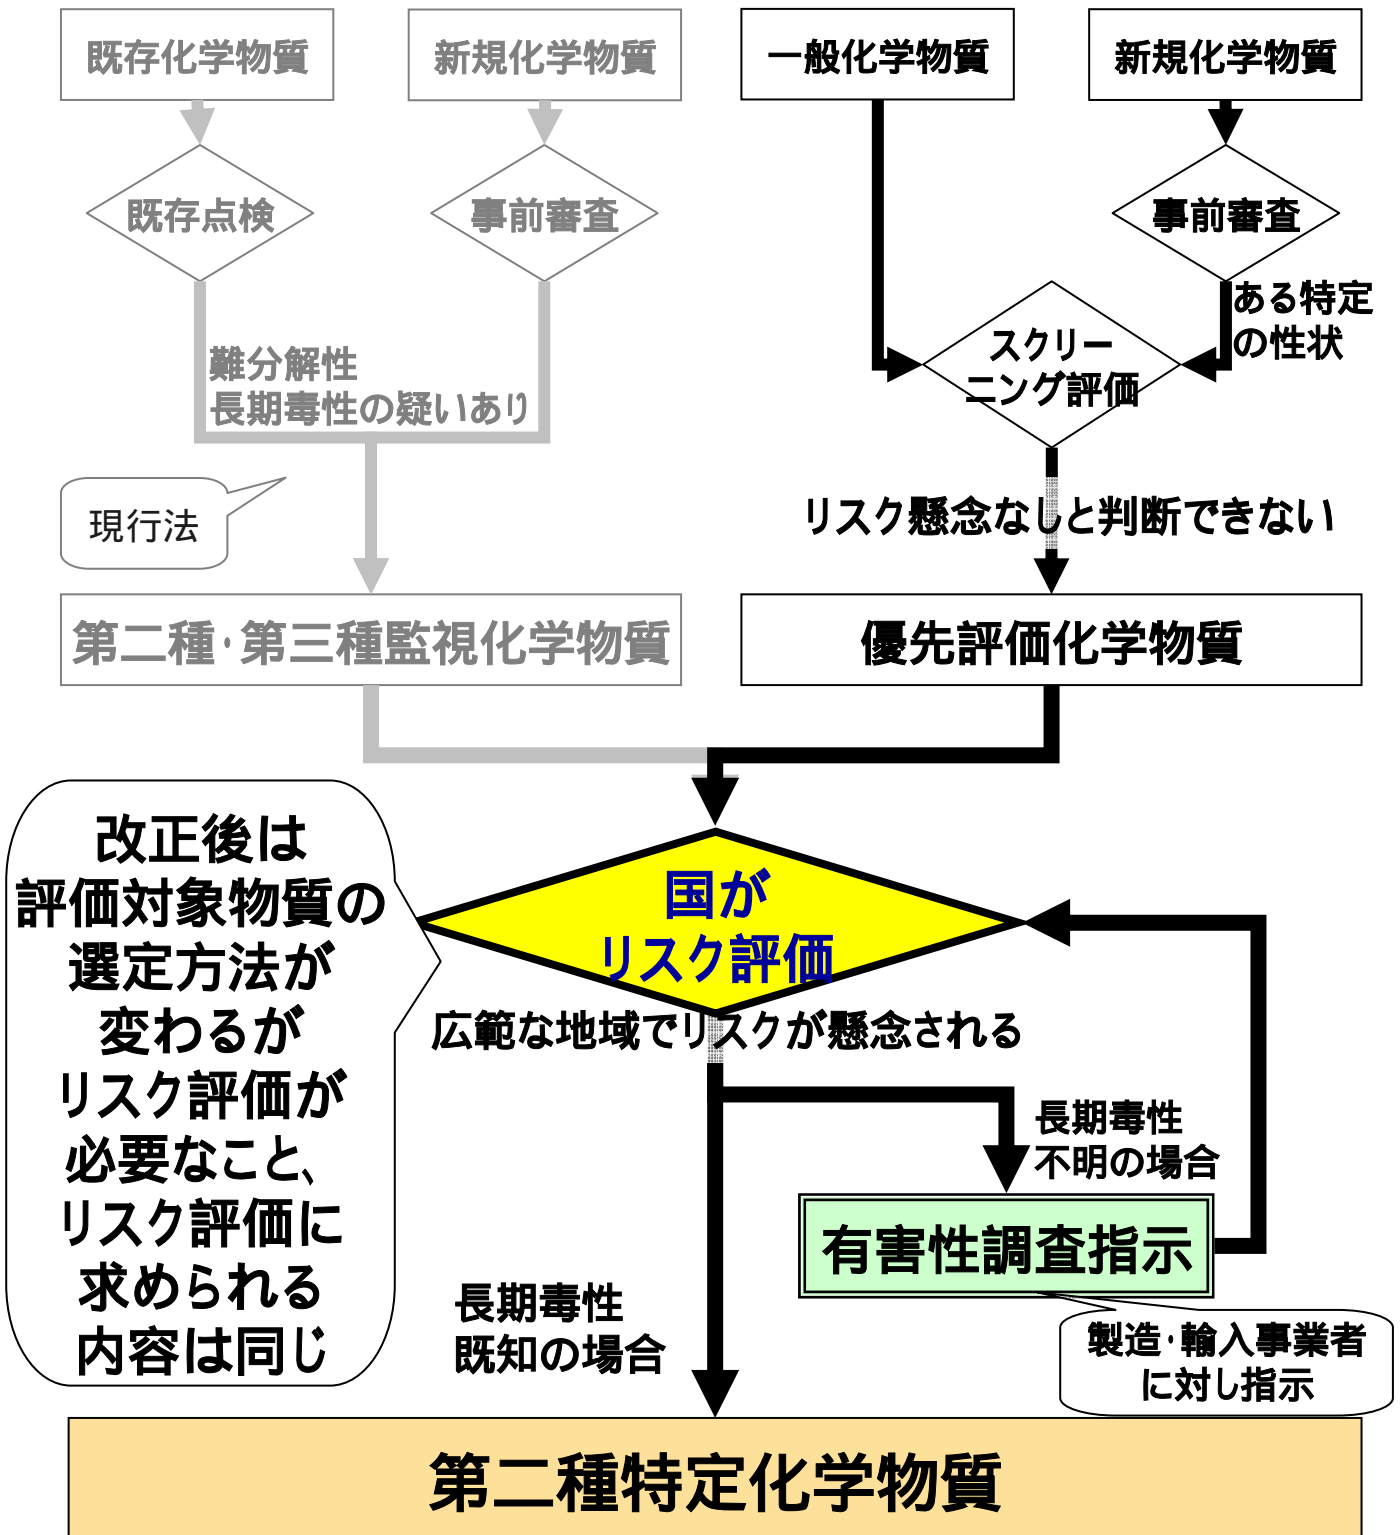 既存化学物質
新規化学物質
一般化学物質
新規化学物質
既存点検
事前審査
事前審査
ある特定
の性状
スクリー
ニング評価
難分解性
長期毒性の疑いあり
現行法
リスク懸念なしと判断できない
第二種・第三種監視化学物質
優先評価化学物質
改正後は
評価対象物質の
選定方法が
変わるが
リスク評価が
必要なこと、
リスク評価に
求められる
内容は同じ
国が
リスク評価
広範な地域でリスクが懸念される
長期毒性
不明の場合
有害性調査指示
長期毒性
既知の場合
製造・輸入事業者
に対し指示
第二種特定化学物質